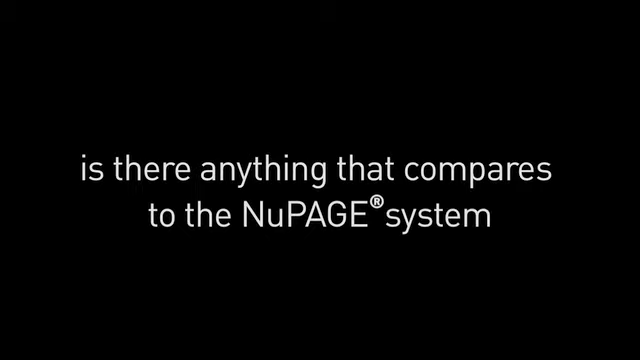 is there anything that compares
to the NuPAGE® system